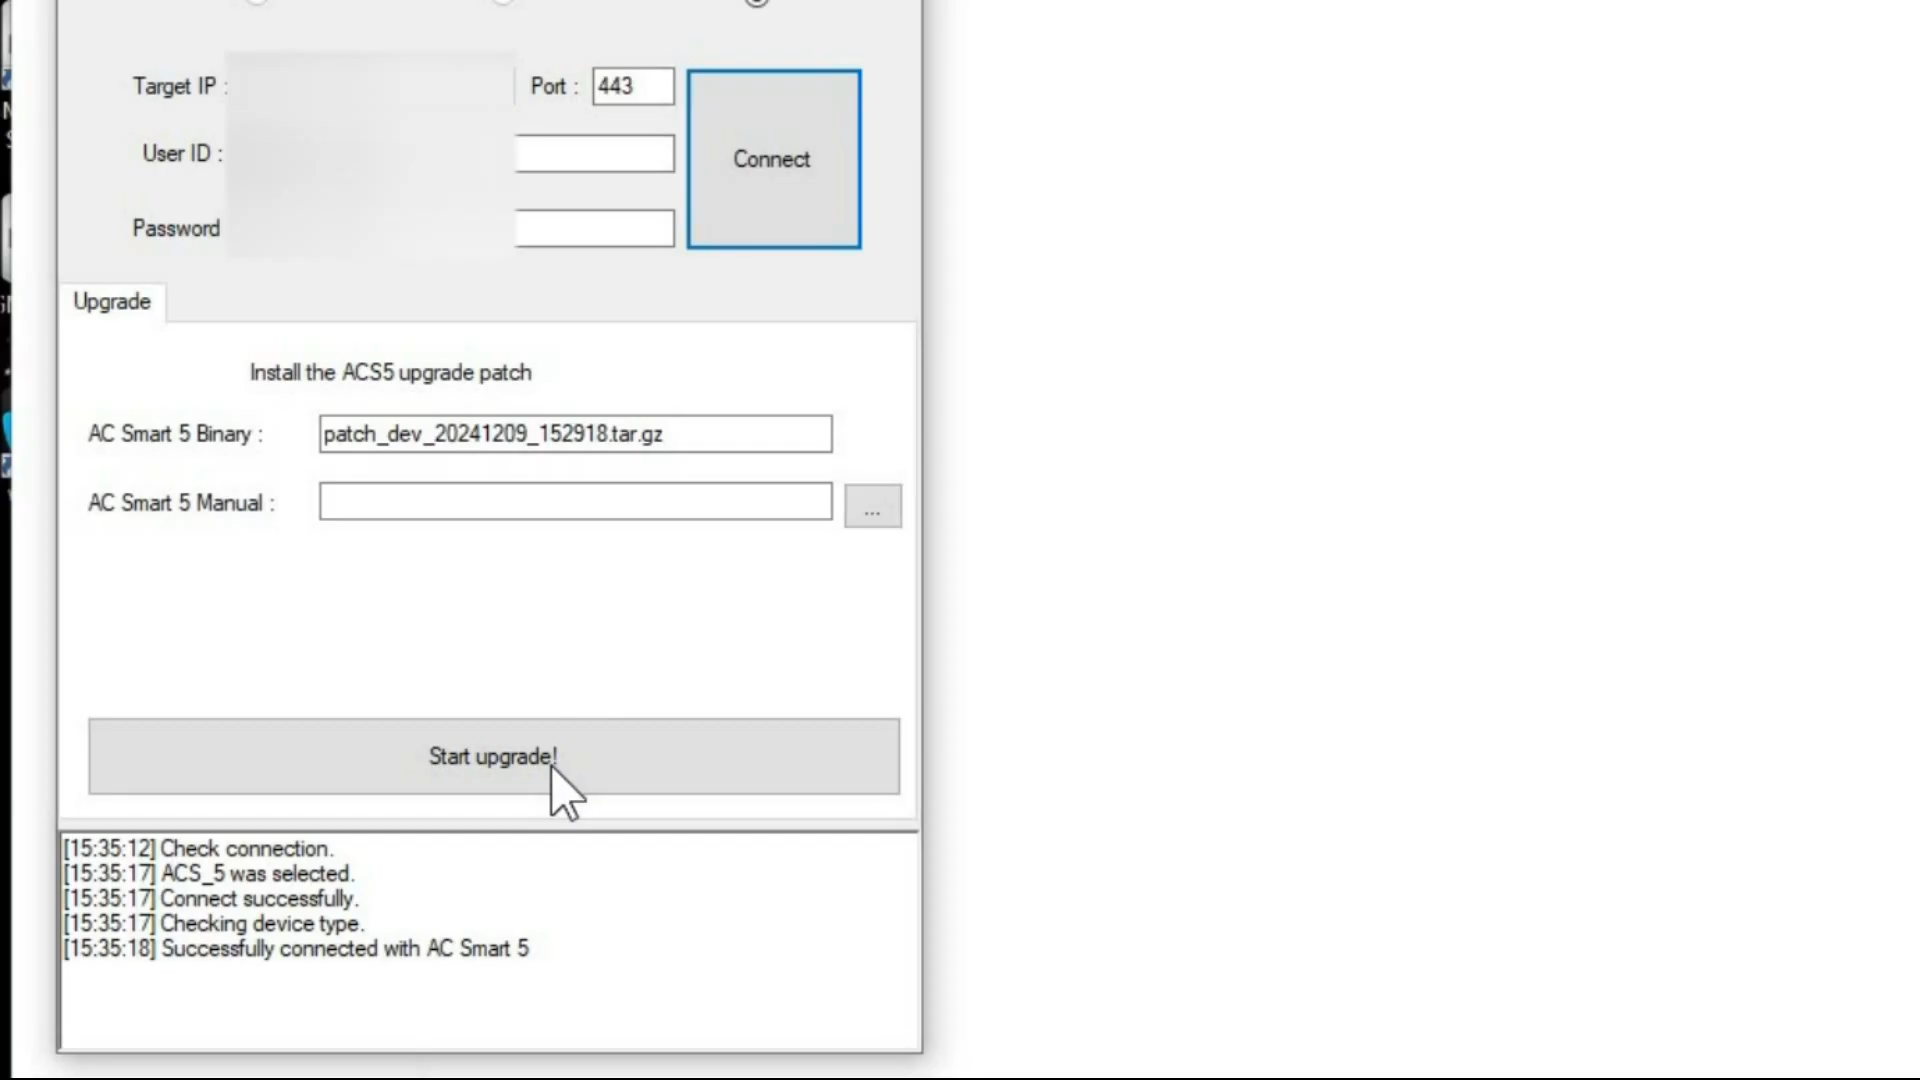 Target IP :
Port : 443
User ID :
Connect
Password
Upgrade
Install the ACS5 upgrade patch
AC Smart 5 Binary : patch_dev_20241209_152918.tar.gz
AC Smart 5 Manual : ...
Start upgrade!
[15:35:12] Check connection.
[15:35:17] ACS_5 was selected.
[15:35:17] Connect successfully.
[15:35:17] Checking device type.
[15:35:18] Successfully connected with AC Smart 5